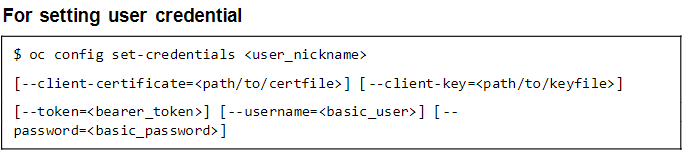 For setting user credential
$ oc config set-credentials <user_nickname>
[--client-certificate=<path/to/certfile>] [--client-key=<path/to/keyfile>]
[--token=<bearer_token>] [--username=<basic_user>] [--
password=<basic_password>]